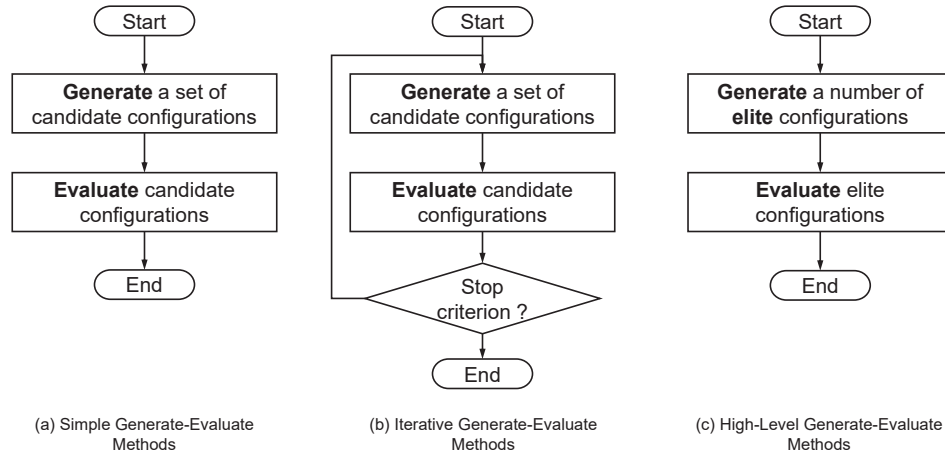 Start
Generate a set of
candidate configurations
Evaluate candidate
configurations
End
(a) Simple Generate-Evaluate
Methods
Start
Generate a set of
candidate configurations
Evaluate candidate
configurations
Stop
criterion ?
End
(b) Iterative Generate-Evaluate
Methods
Start
Generate a number of
elite configurations
Evaluate elite
configurations
End
(c) High-Level Generate-Evaluate
Methods